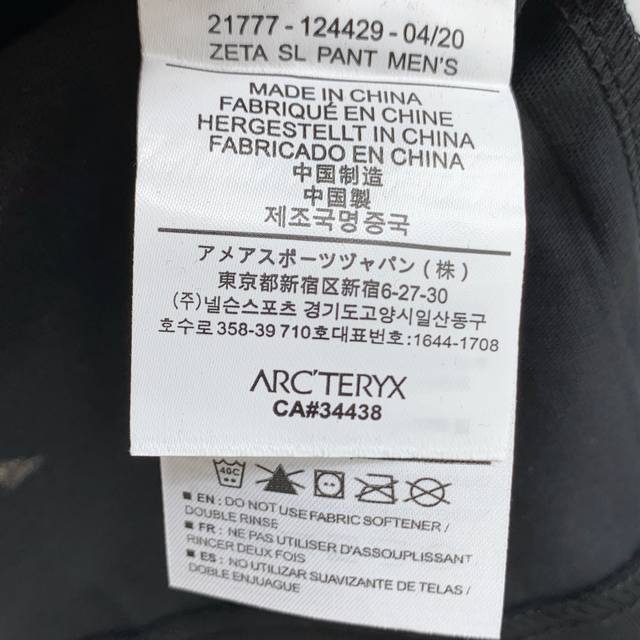 21777 - 124429 - 04/20
ZETA SL PANT MEN'S
MADE IN CHINA
FABRIQUÉ EN CHINE
HERGESTELLT IN CHINA
FABRICADO EN CHINA
中国制造
中国製
제조국명중국
アメアスポーツヅャパン (株)
東京都新宿区新宿6-27-30
(주)넬슨스포츠 경기도고양시일산동구
호수로 358-39 710호대표번호:1644-1708
ARC'TERYX
CA#34438
40C
EN : DO NOT USE FABRIC SOFTENER /
DOUBLE RINSE
FR : NE PAS UTILISER D'ASSOUPLISSANT
RINCER DEUX FOIS
ES : NO UTILIZAR SUAVIZANTE DE TELAS /
DOBLE ENJUAGUE